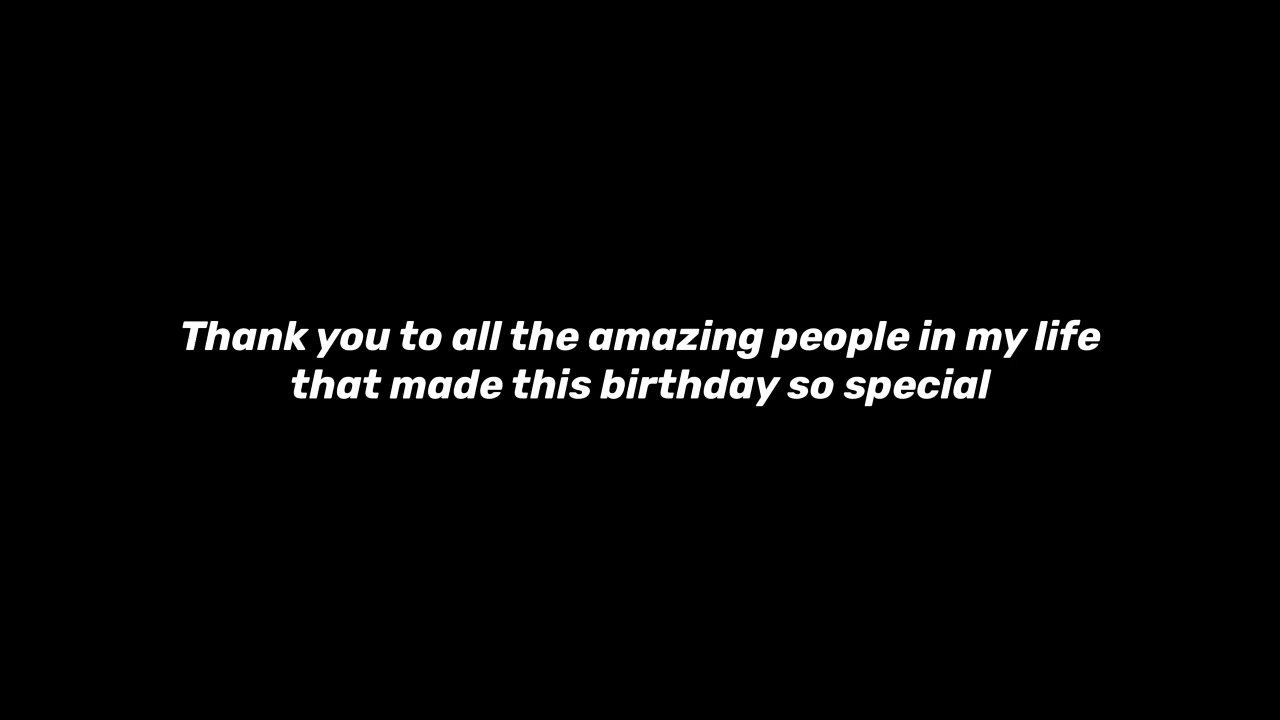 Thank you to all the amazing people in my life
that made this birthday so special